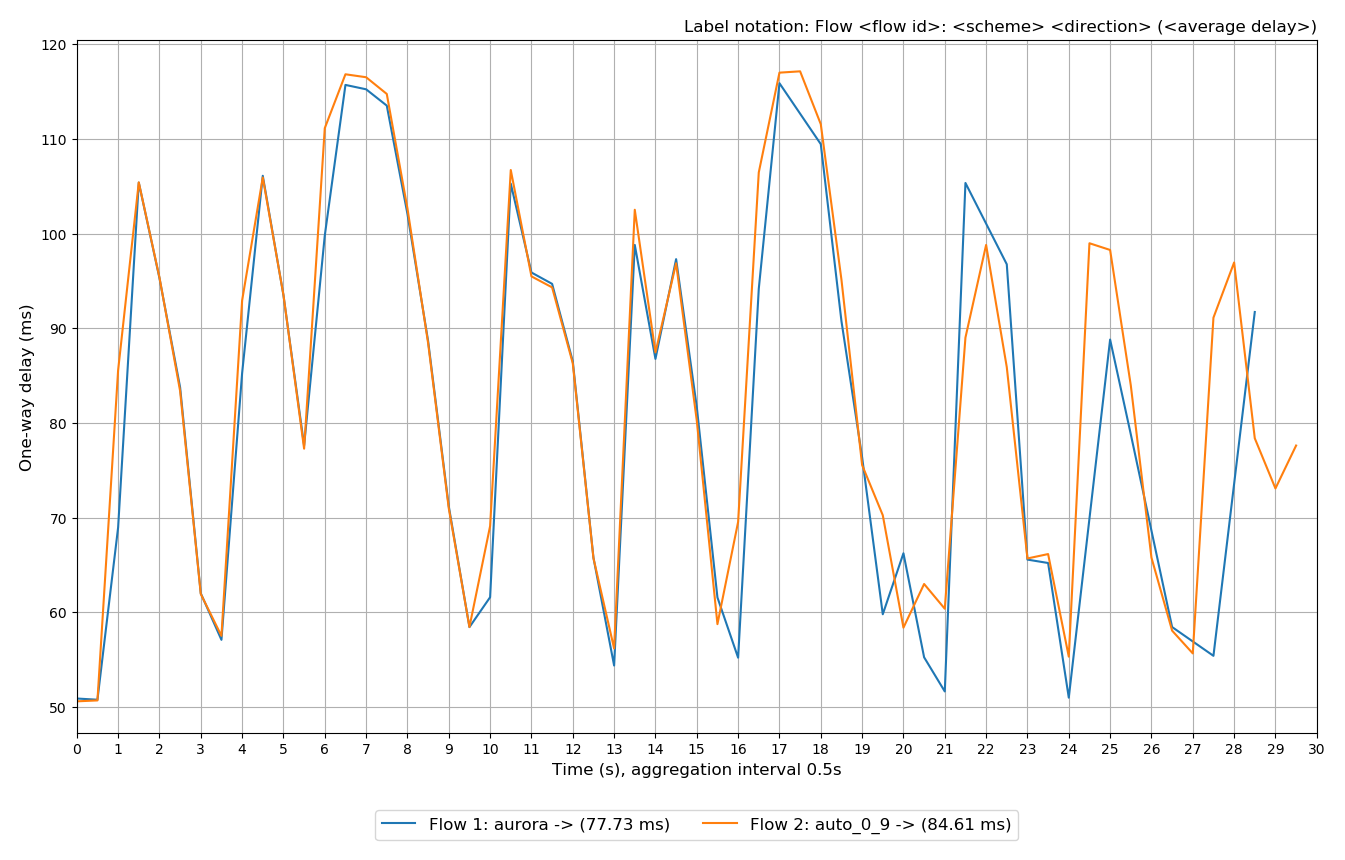 Label notation: Flow <flow id>: <scheme> <direction> (<average delay>)
120
110
100
90
80
70
60
50
One-way delay (ms)
0 1 2 3 4 5 6 7 8 9 10 11 12 13 14 15 16 17 18 19 20 21 22 23 24 25 26 27 28 29 30
Time (s), aggregation interval 0.5s
Flow 1: aurora -> (77.73 ms) Flow 2: auto_0_9 -> (84.61 ms)